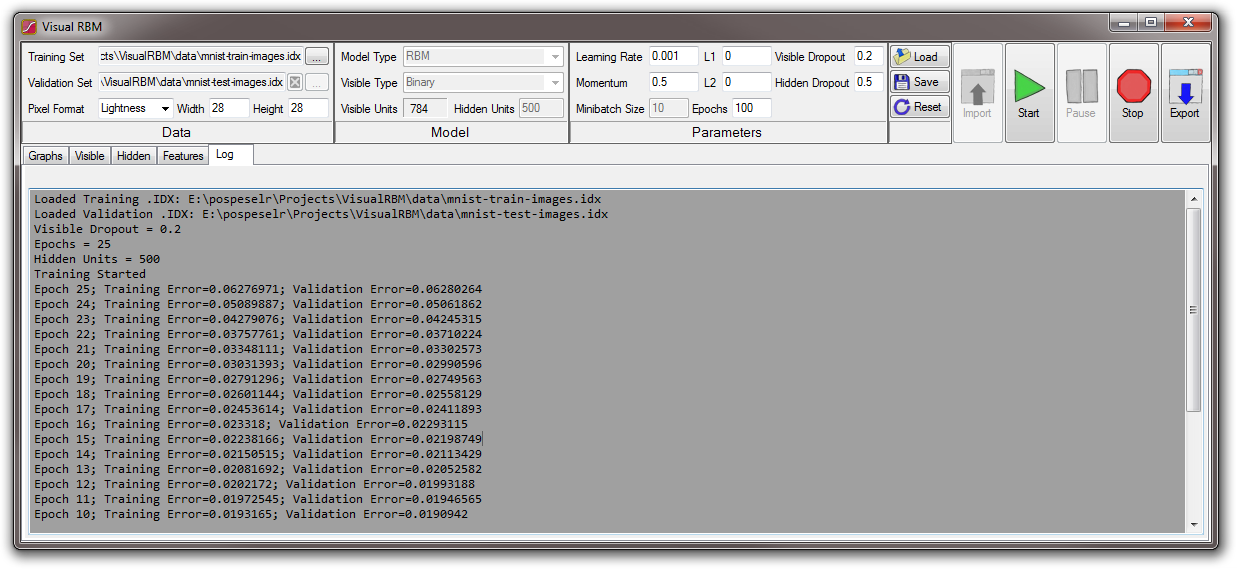 Visual RBM
Training Set cts\VisualRBM\data\mnist-train-images.idx ... Model Type RBM Learning Rate 0.001 L1 0 Visible Dropout 0.2 Load
Validation Set \VisualRBM\data\mnist-test-images.idx ... Visible Type Binary Momentum 0.5 L2 0 Hidden Dropout 0.5 Save
Pixel Format Lightness Width 28 Height 28 Visible Units 784 Hidden Units 500 Minibatch Size 10 Epochs 100 Reset
Import Start Pause Stop Export
Data Model Parameters
Graphs Visible Hidden Features Log
Loaded Training .IDX: E:\pospeselr\Projects\VisualRBM\data\mnist-train-images.idx
Loaded Validation .IDX: E:\pospeselr\Projects\VisualRBM\data\mnist-test-images.idx
Visible Dropout = 0.2
Epochs = 25
Hidden Units = 500
Training Started
Epoch 25; Training Error=0.06276971; Validation Error=0.06280264
Epoch 24; Training Error=0.05089887; Validation Error=0.05061862
Epoch 23; Training Error=0.04279076; Validation Error=0.04245315
Epoch 22; Training Error=0.03757761; Validation Error=0.03710224
Epoch 21; Training Error=0.03348111; Validation Error=0.03302573
Epoch 20; Training Error=0.03031393; Validation Error=0.02990596
Epoch 19; Training Error=0.02791296; Validation Error=0.02749563
Epoch 18; Training Error=0.02601144; Validation Error=0.02558129
Epoch 17; Training Error=0.02453614; Validation Error=0.02411893
Epoch 16; Training Error=0.023318; Validation Error=0.02293115
Epoch 15; Training Error=0.02238166; Validation Error=0.02198749
Epoch 14; Training Error=0.02150515; Validation Error=0.02113429
Epoch 13; Training Error=0.02081692; Validation Error=0.02052582
Epoch 12; Training Error=0.0202172; Validation Error=0.01993188
Epoch 11; Training Error=0.01972545; Validation Error=0.01946565
Epoch 10; Training Error=0.0193165; Validation Error=0.0190942